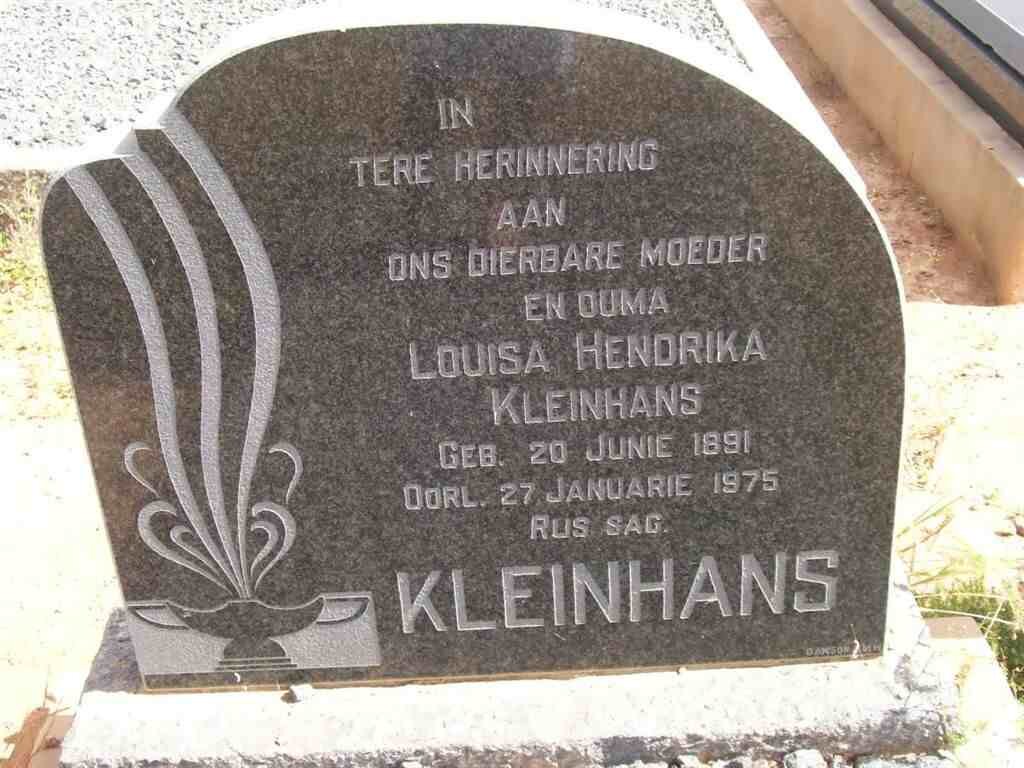 IN
TERE HERINNERING
AAN
ONS DIERBARE MOEDER
EN OUMA
LOUISA HENDRIKA
KLEINHANS
GEB. 20 JUNIE 1891
OORL. 27 JANUARIE 1975
RUS SAG.
KLEINHANS